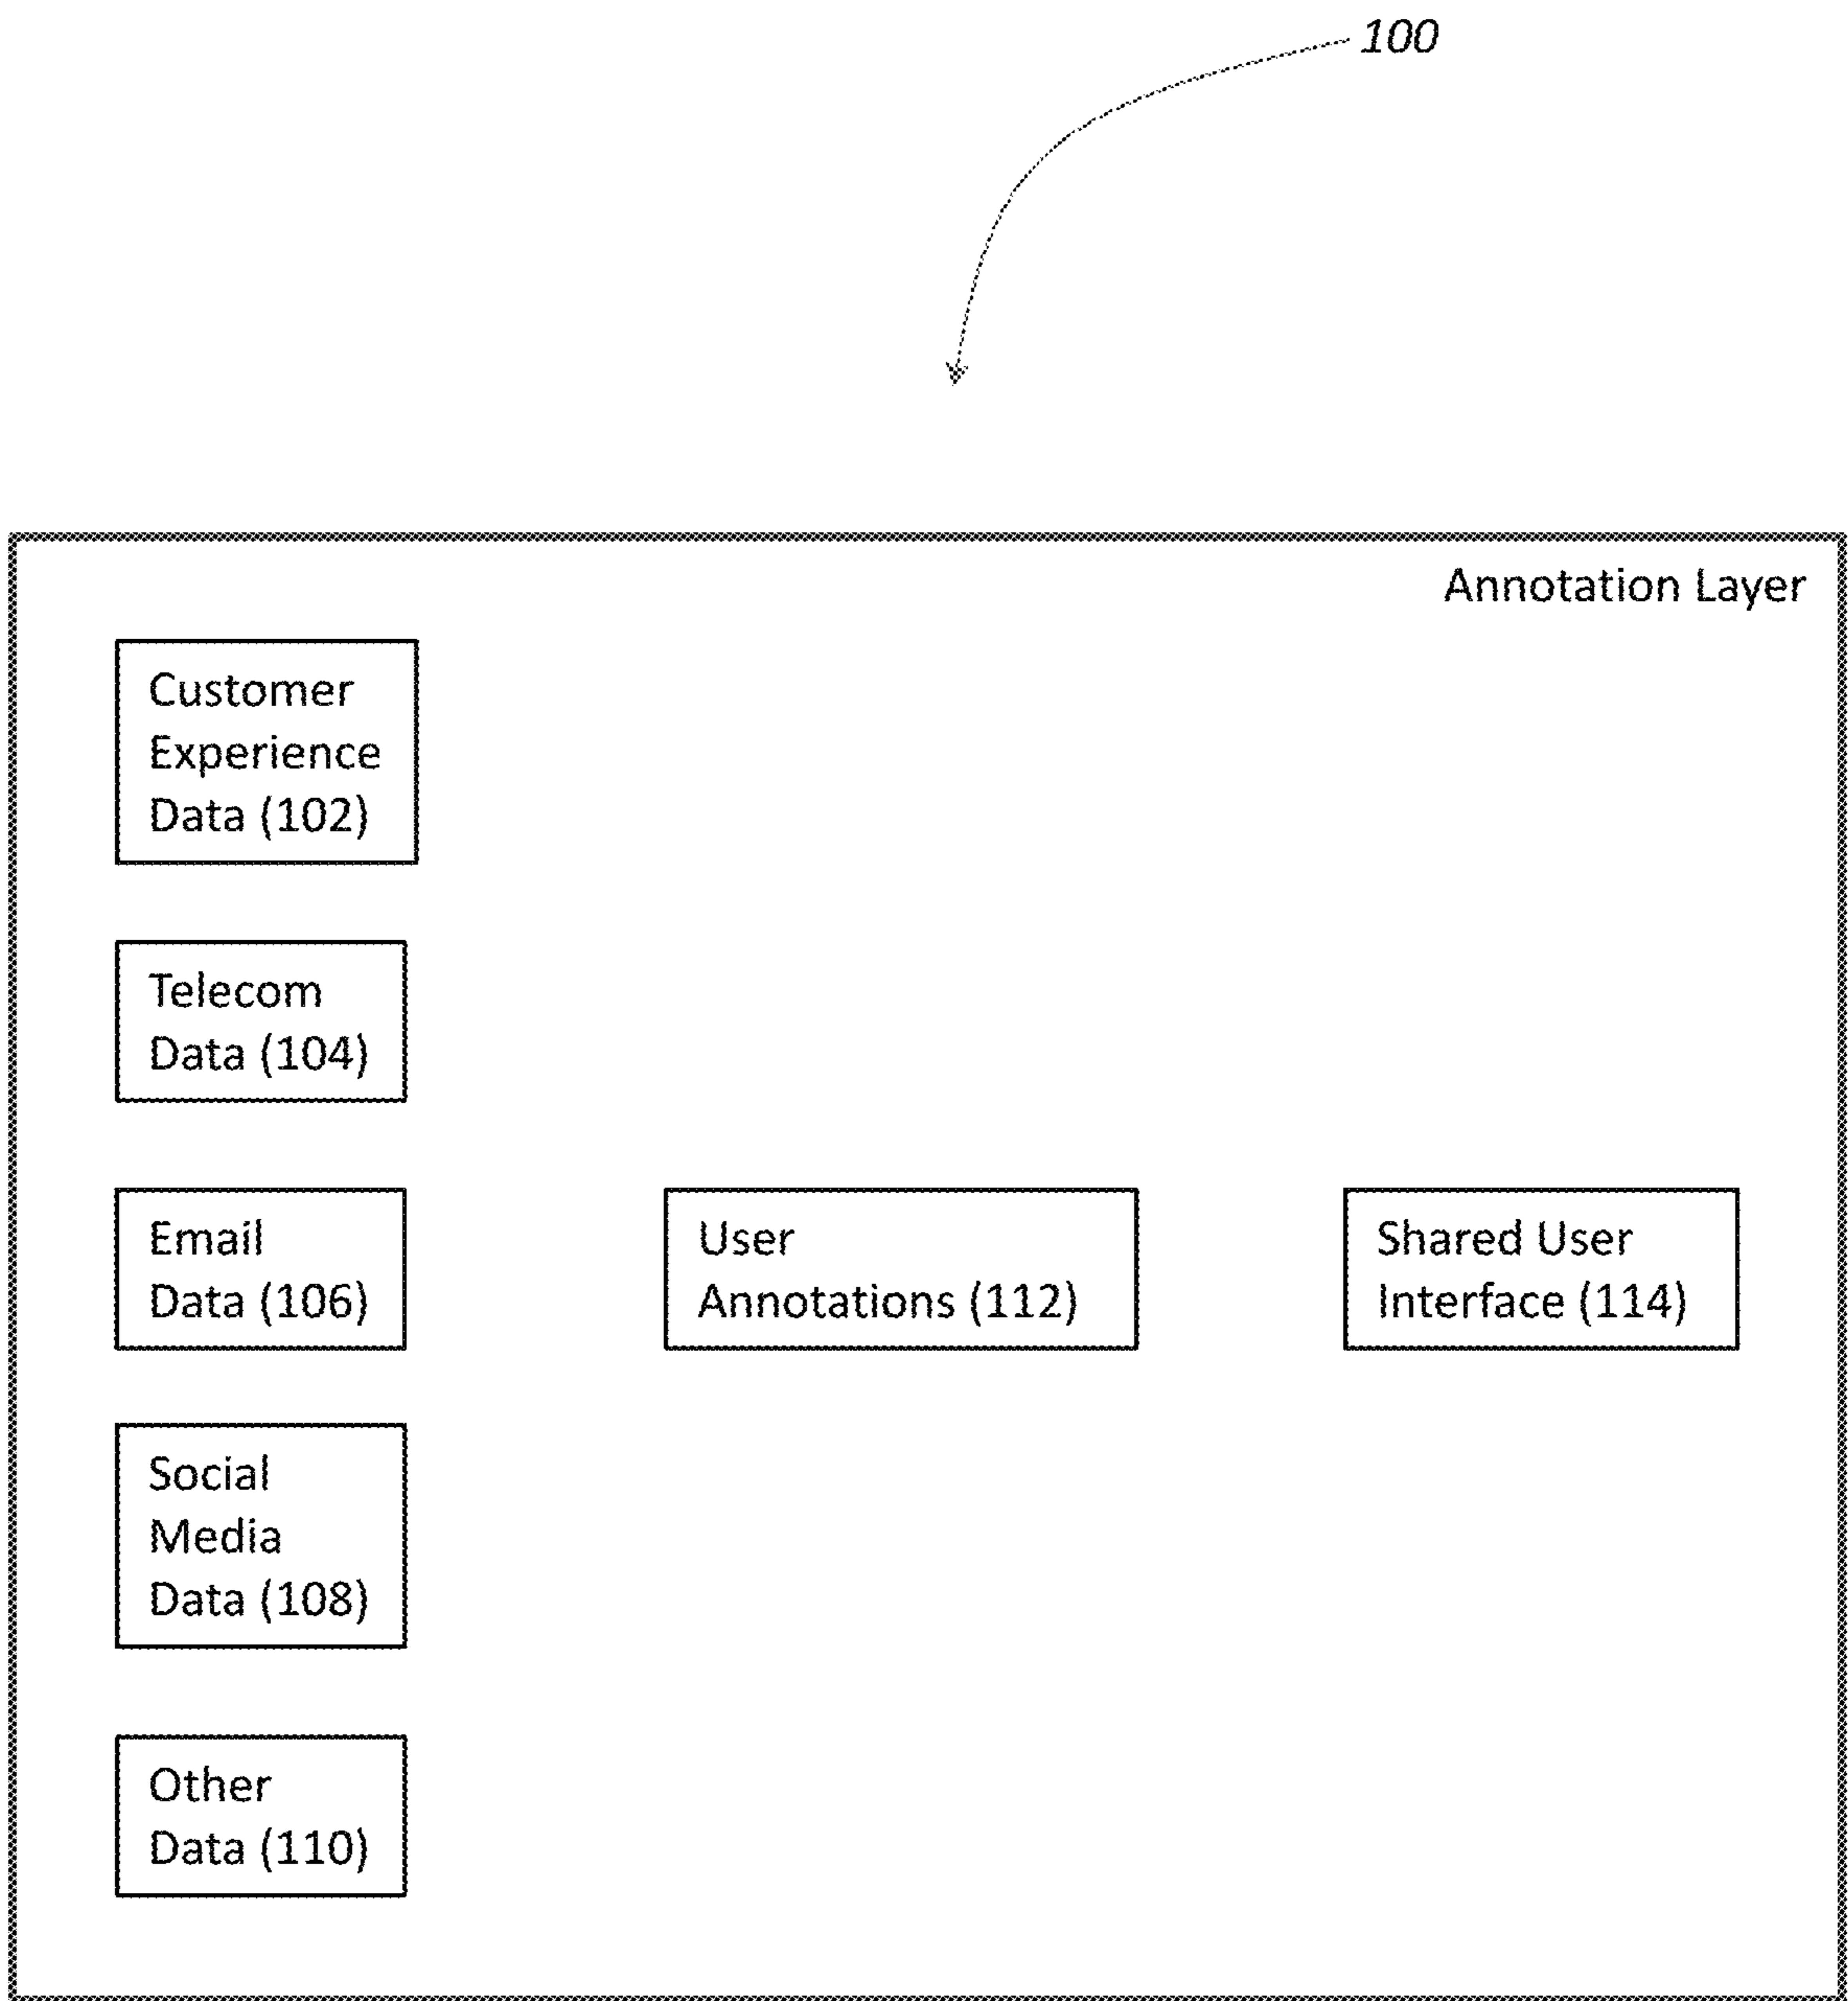 100
Annotation Layer
Customer
Experience
Data (102)
Telecom
Data (104)
Email
Data (106)
User
Annotations (112)
Shared User
Interface (114)
Social
Media
Data (108)
Other
Data (110)